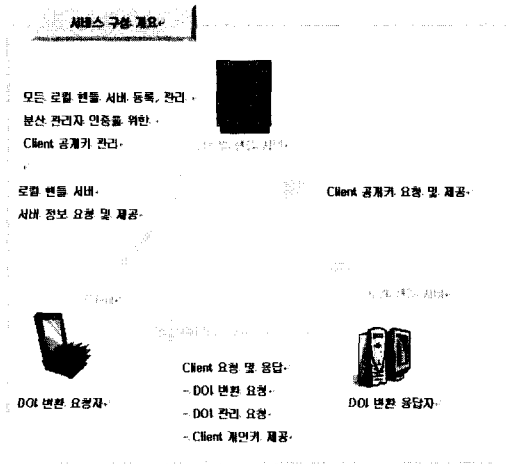 서비스 구성 개요
모든 로컬 핸들 서버 등록, 관리
분산 관리자 인증을 위한
Client 공개키 관리
로컬 핸들 서버
서버 정보 요청 및 제공
Client 공개키 요청 및 제공
Client 요청 및 응답
- DOI 변환 요청
- DOI 관리 요청
- Client 개인키 제공
DOI 변환 요청자
DOI 변환 응답자